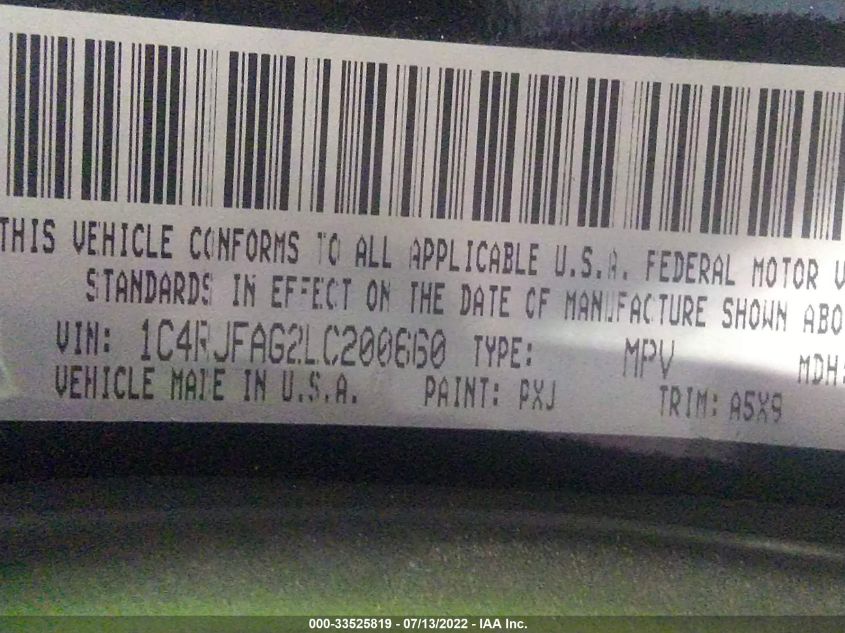 THIS VEHICLE CONFORMS TO ALL APPLICABLE U.S.A. FEDERAL MOTOR V
STANDARDS IN EFFECT ON THE DATE OF MANUFACTURE SHOWN ABO
VIN: 1C4RJFAG2LC200660 TYPE: MPV MDH:
VEHICLE MADE IN U.S.A. PAINT: PXJ TRIM: A5X9
000-33525819 - 07/13/2022 - IAA Inc.